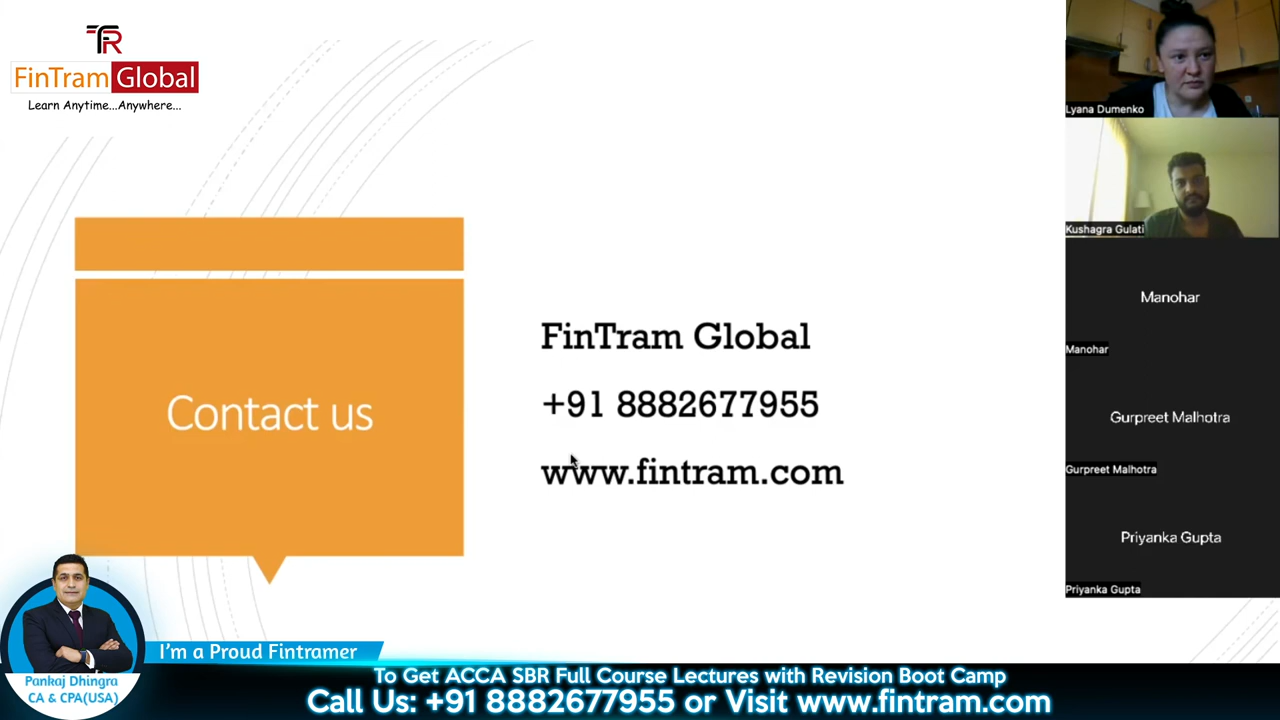 FR
FinTram Global
Learn Anytime...Anywhere...
Contact us
FinTram Global
+91 8882677955
www.fintram.com
Lyana Dumenko
Kushagra Gulati
Manohar
Manohar
Gurpreet Malhotra
Gurpreet Malhotra
Priyanka Gupta
Priyanka Gupta
I'm a Proud Fintramer
Pankaj Dhingra
CA & CPA(USA)
To Get ACCA SBR Full Course Lectures with Revision Boot Camp
Call Us: +91 8882677955 or Visit www.fintram.com